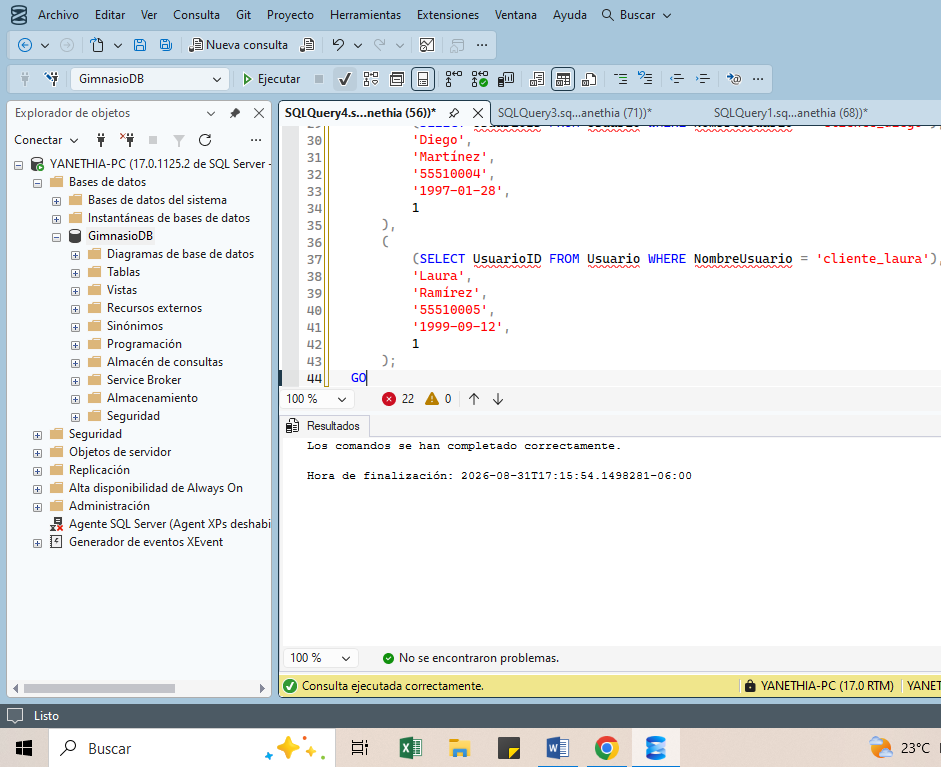 Archivo Editar Ver Consulta Git Proyecto Herramientas Extensiones Ventana Ayuda Buscar
Nueva consulta
GimnasioDB Ejecutar
Explorador de objetos
Conectar
YANETHIA-PC (17.0.1125.2 de SQL Server -
Bases de datos
Bases de datos del sistema
Instantáneas de bases de datos
GimnasioDB
Diagramas de base de datos
Tablas
Vistas
Recursos externos
Sinónimos
Programación
Almacén de consultas
Service Broker
Almacenamiento
Seguridad
Seguridad
Objetos de servidor
Replicación
Alta disponibilidad de Always On
Administración
Agente SQL Server (Agent XPs deshabi
Generador de eventos XEvent
SQLQuery4.s...nethia (56))* SQLQuery3.sq...anethia (71))* SQLQuery1.sq...anethia (68))*
30 'Diego',
31 'Martínez',
32 '55510004',
33 '1997-01-28',
34 1
35 ),
36 (
37 (SELECT UsuarioID FROM Usuario WHERE NombreUsuario = 'cliente_laura'),
38 'Laura',
39 'Ramírez',
40 '55510005',
41 '1999-09-12',
42 1
43 );
44 GO
100 % 22 0
Resultados
Los comandos se han completado correctamente.
Hora de finalización: 2026-08-31T17:15:54.1498281-06:00
100 % No se encontraron problemas.
Consulta ejecutada correctamente. YANETHIA-PC (17.0 RTM) YANET
Listo
Buscar 23°C